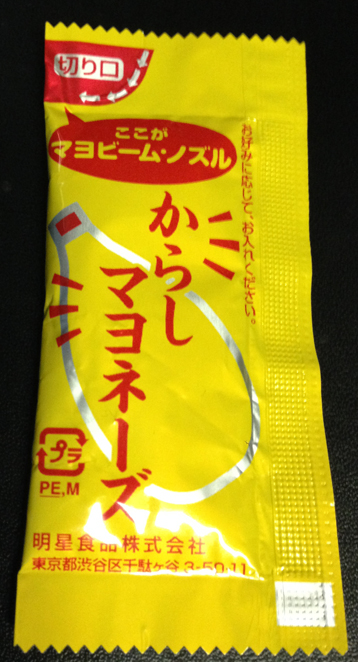 切り口
ここが
マヨビーム・ノズル
お好みに応じて、お入れください。
からし
マヨネーズ
プラ
PE,M
明星食品株式会社
東京都渋谷区千駄ヶ谷 3-50-11